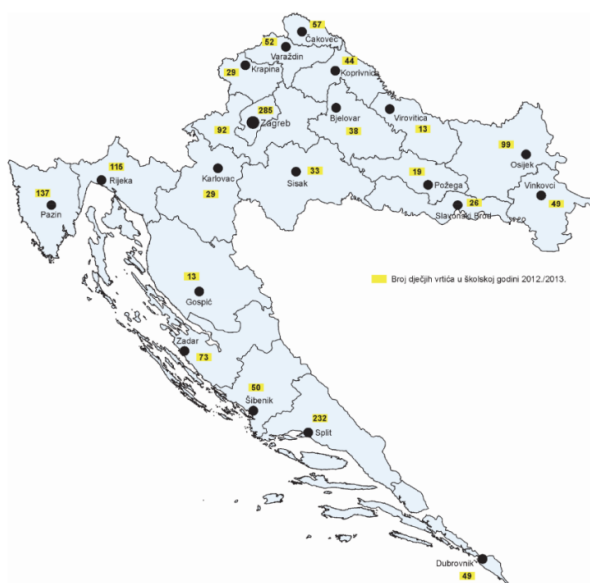 57
Čakovec
52
Varaždin
44
Koprivnica
29
Krapina
285
Zagreb
92
Bjelovar
38
Virovitica
13
99
Osijek
115
Rijeka
137
Pazin
Karlovac
29
33
Sisak
19
Požega
26
Slavonski Brod
Vinkovci
49
13
Gospić
Broj dječjih vrtića u školskoj godini 2012./2013.
Zadar
73
50
Šibenik
232
Split
Dubrovnik
49